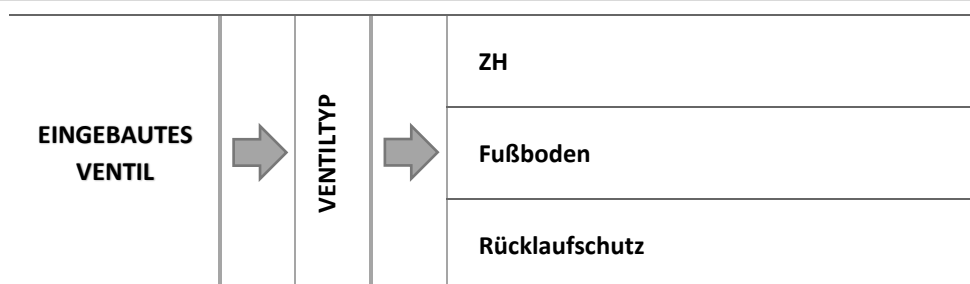 EINGEBAUTES
VENTIL
VENTILTYP
ZH
Fußboden
Rücklaufschutz